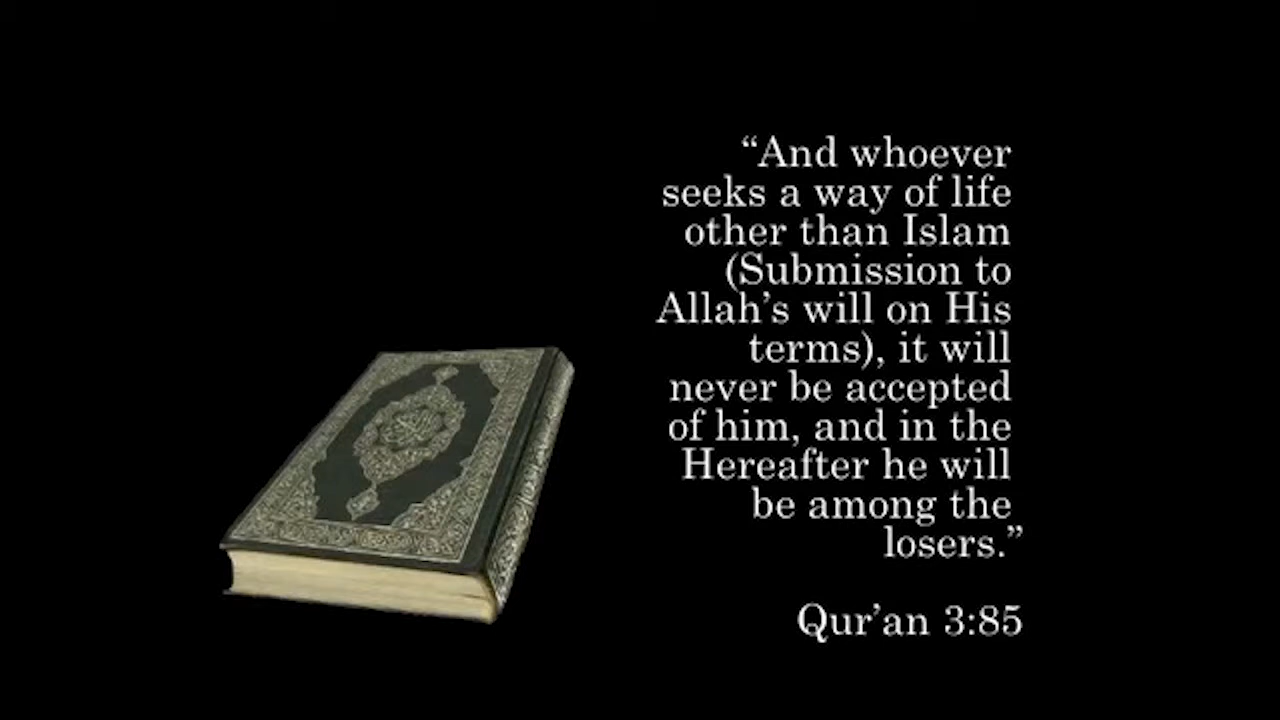 “And whoever
seeks a way of life
other than Islam
(Submission to
Allah’s will on His
terms), it will
never be accepted
of him, and in the
Hereafter he will
be among the
losers.”
Qur’an 3:85